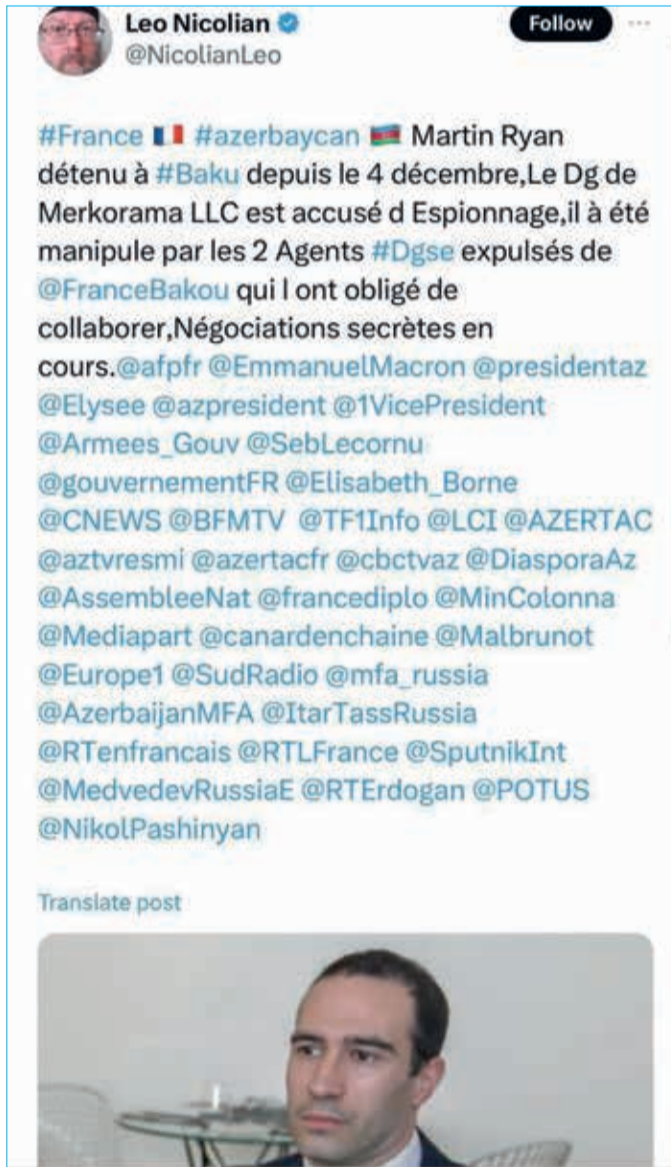 Leo Nicolian
Follow
@NicolianLeo
#France 🇫🇷 #azerbaycan 🇦🇿 Martin Ryan
détenu à #Baku depuis le 4 décembre,Le Dg de
Merkorama LLC est accusé d Espionnage,il à été
manipule par les 2 Agents #Dgse expulsés de
@FranceBakou qui l ont obligé de
collaborer,Négociations secrètes en
cours.@afpfr @EmmanuelMacron @presidentaz
@Elysee @azpresident @1VicePresident
@Armees_Gouv @SebLecornu
@gouvernementFR @Elisabeth_Borne
@CNEWS @BFMTV @TF1Info @LCI @AZERTAC
@aztvresmi @azertacfr @cbctvaz @DiasporaAz
@AssembleeNat @francediplo @MinColonna
@Mediapart @canardenchaine @Malbrunot
@Europe1 @SudRadio @mfa_russia
@AzerbaijanMFA @ItarTassRussia
@RTenfrancais @RTLFrance @SputnikInt
@MedvedevRussiaE @RTErdogan @POTUS
@NikolPashinyan
Translate post